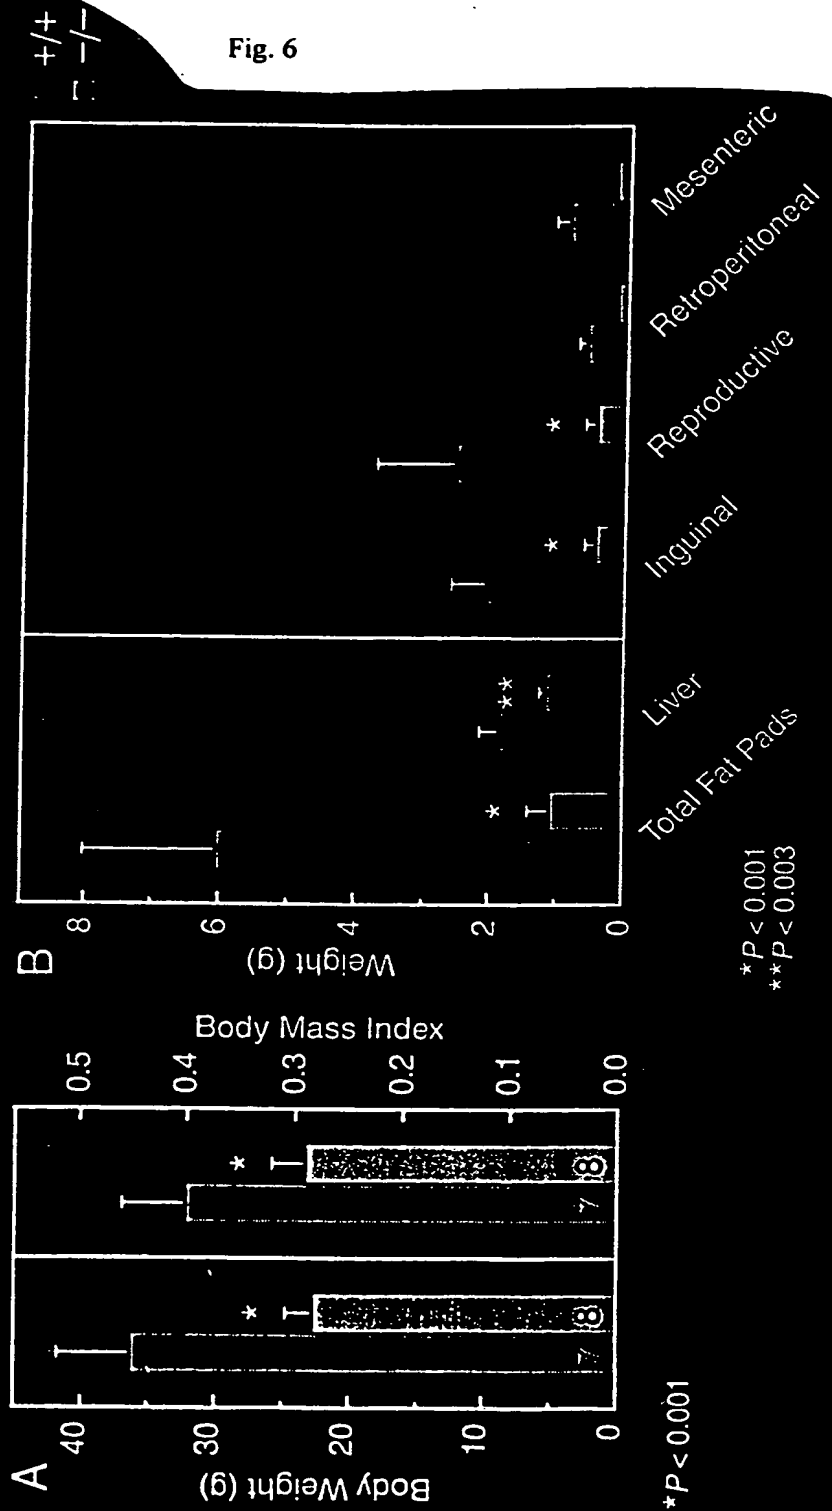 Fig. 6
+/+
-/-
A
Body Weight (g)
40
30
20
10
0
7
8
*
7
8
*
0.5
0.4
0.3
0.2
0.1
0.0
Body Mass Index
*P < 0.001
B
Weight (g)
8
6
4
2
0
*
**
*
*
Total Fat Pads
Liver
Inguinal
Reproductive
Retroperitoneal
Mesenteric
*P < 0.001
**P < 0.003